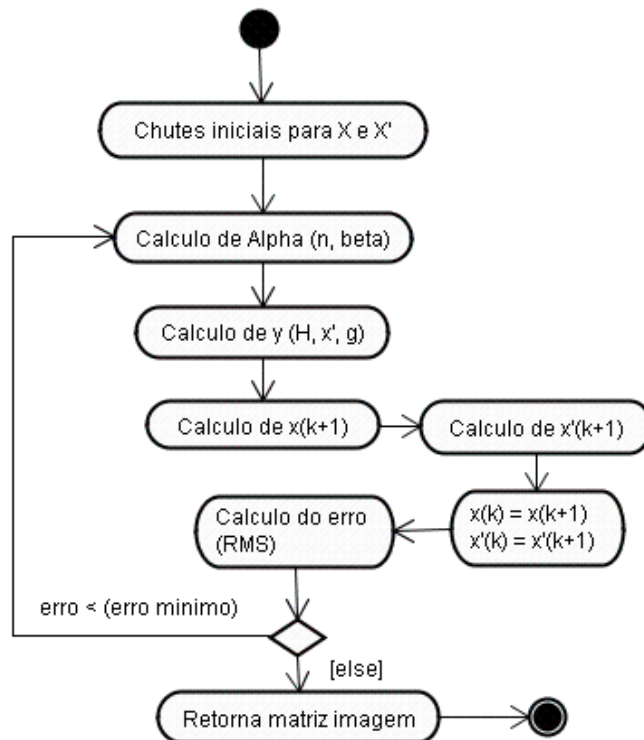 Chutes iniciais para X e X'
Calculo de Alpha (n, beta)
Calculo de y (H, x', g)
Calculo de x(k+1)
Calculo de x'(k+1)
x(k) = x(k+1)
x'(k) = x'(k+1)
Calculo do erro
(RMS)
erro < (erro minimo)
[else]
Retorna matriz imagem